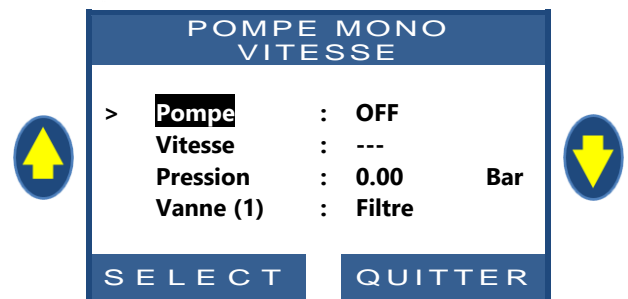 POMPE MONO
VITESSE
> Pompe : OFF
Vitesse : ---
Pression : 0.00 Bar
Vanne (1) : Filtre
SELECT QUITTER